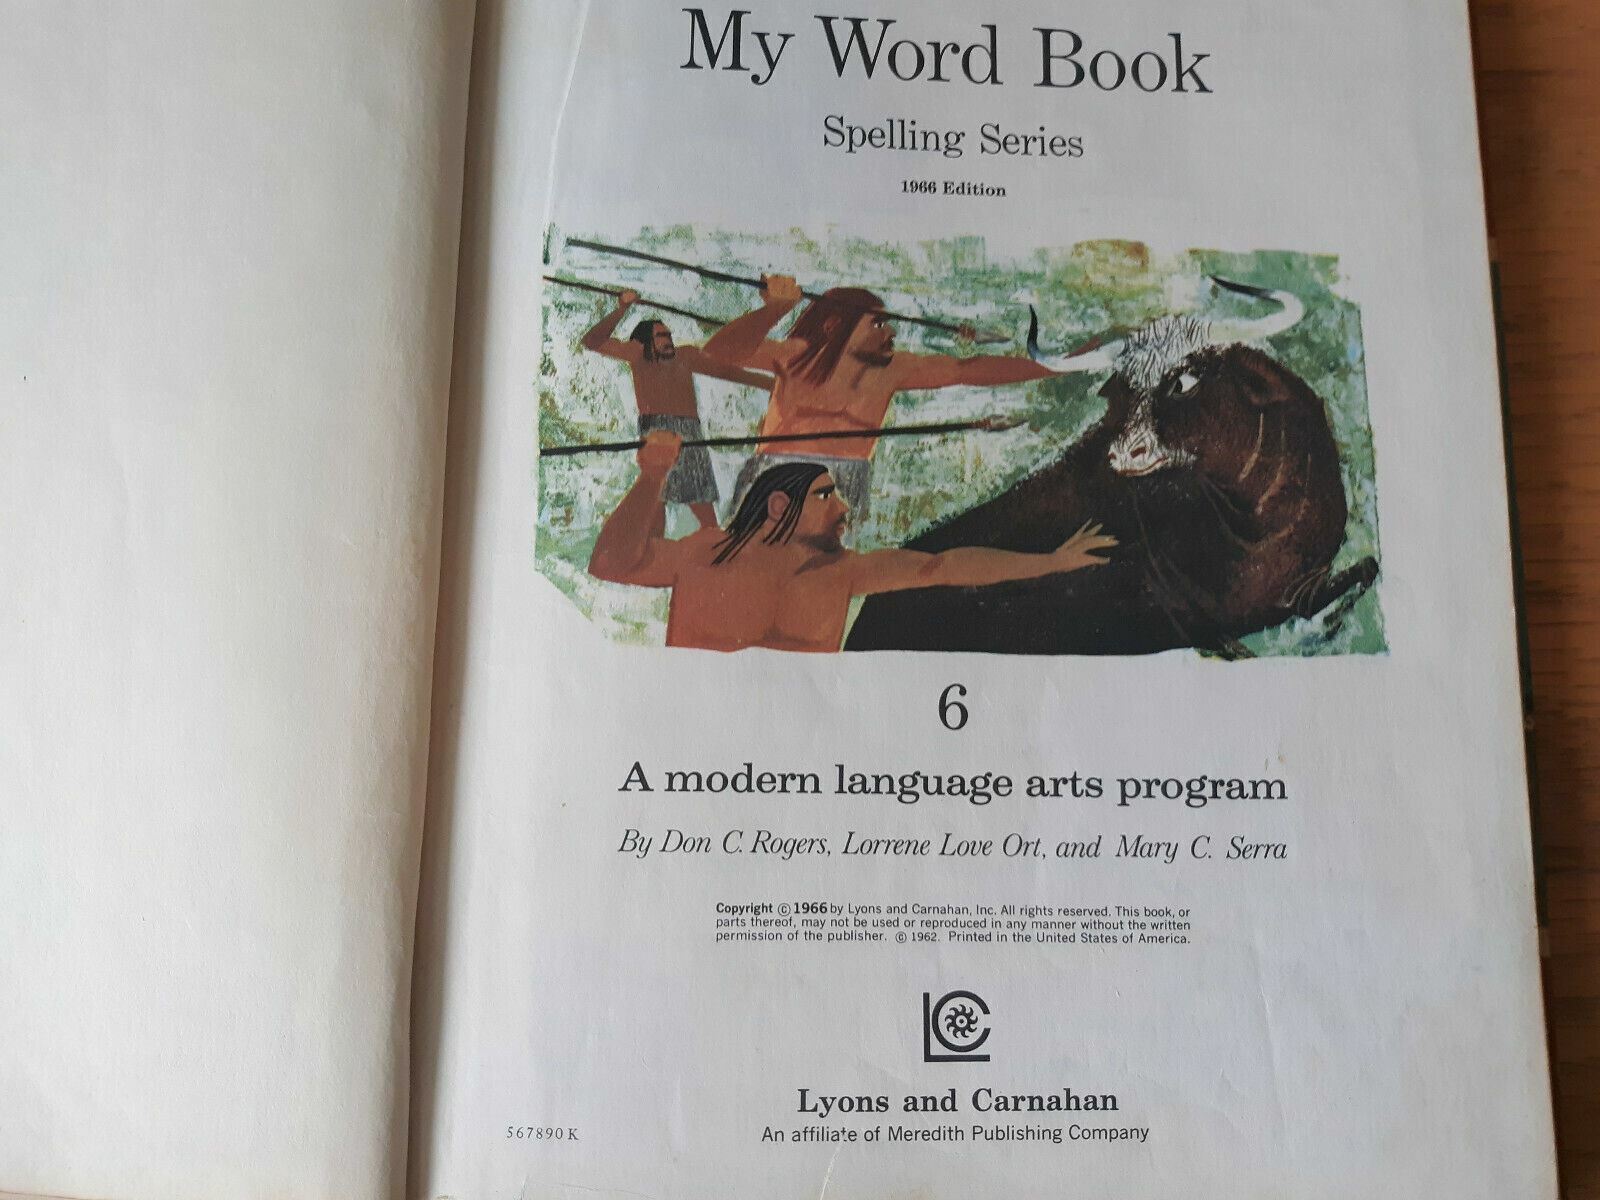 My Word Book
Spelling Series
1966 Edition
6
A modern language arts program
By Don C. Rogers, Lorrene Love Ort, and Mary C. Serra
Copyright © 1966 by Lyons and Carnahan, Inc. All rights reserved. This book, or
parts thereof, may not be used or reproduced in any manner without the written
permission of the publisher. © 1962. Printed in the United States of America.
LC
Lyons and Carnahan
An affiliate of Meredith Publishing Company
567890K